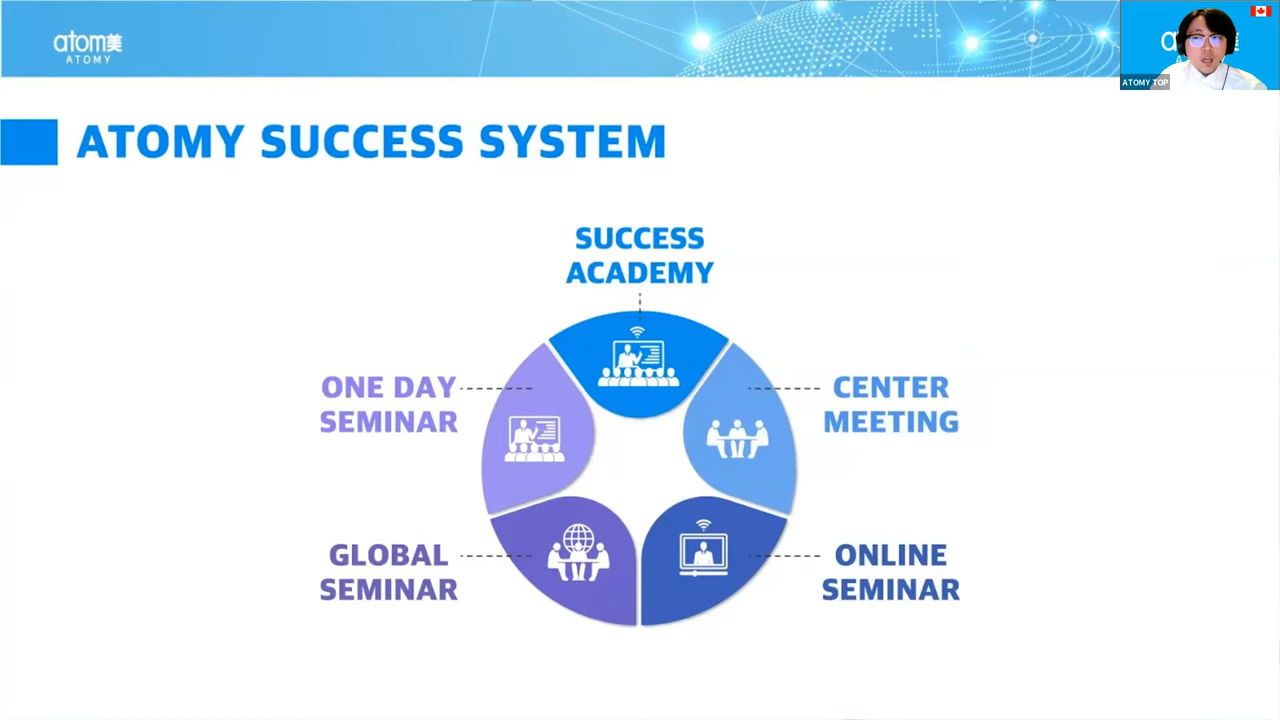 atom美
ATOMY
ATOMY TOP
ATOMY SUCCESS SYSTEM
SUCCESS
ACADEMY
ONE DAY
SEMINAR
CENTER
MEETING
GLOBAL
SEMINAR
ONLINE
SEMINAR